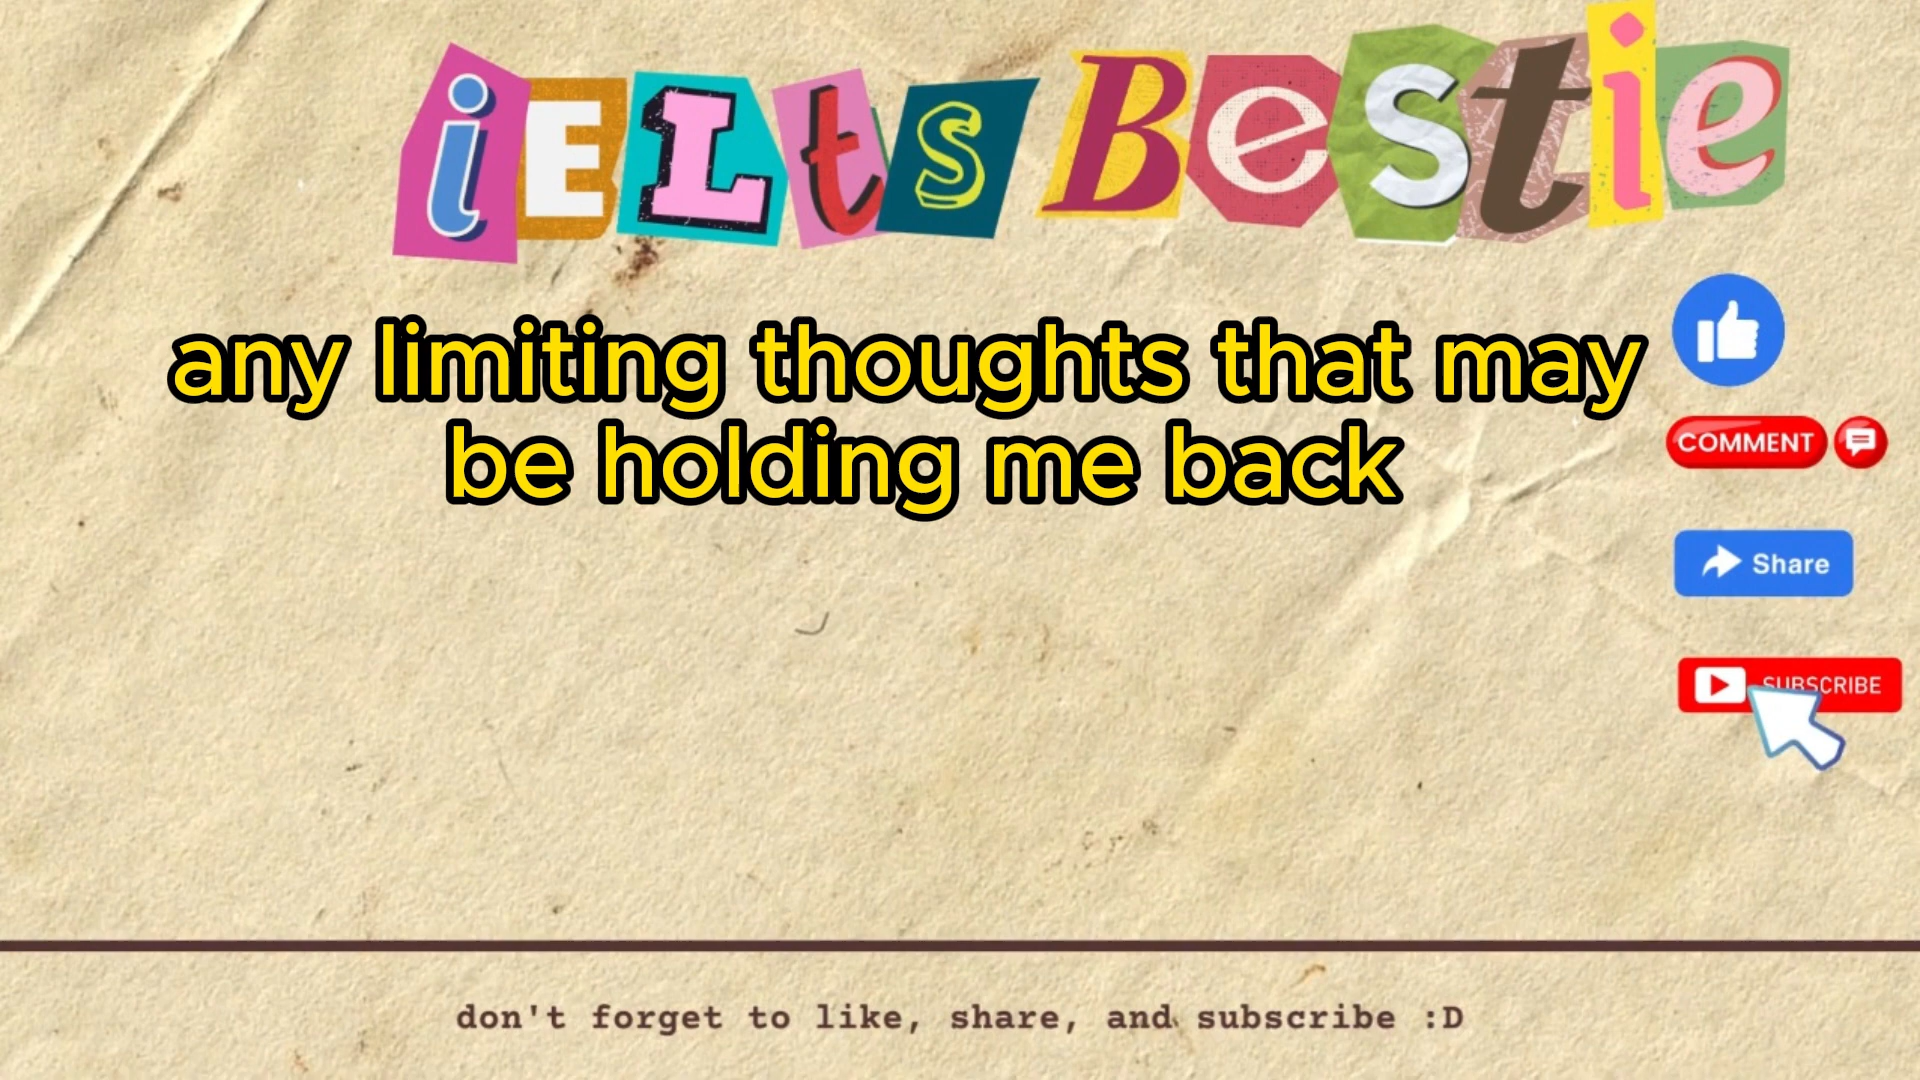 iELts Bestie
any limiting thoughts that may
be holding me back
COMMENT
Share
SUBSCRIBE
don't forget to like, share, and subscribe :D